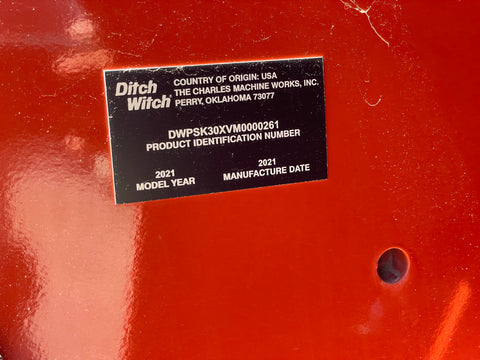 Ditch
Witch®
COUNTRY OF ORIGIN: USA
THE CHARLES MACHINE WORKS, INC.
PERRY, OKLAHOMA 73077
DWPSK30XVM0000261
PRODUCT IDENTIFICATION NUMBER
2021
MODEL YEAR
2021
MANUFACTURE DATE